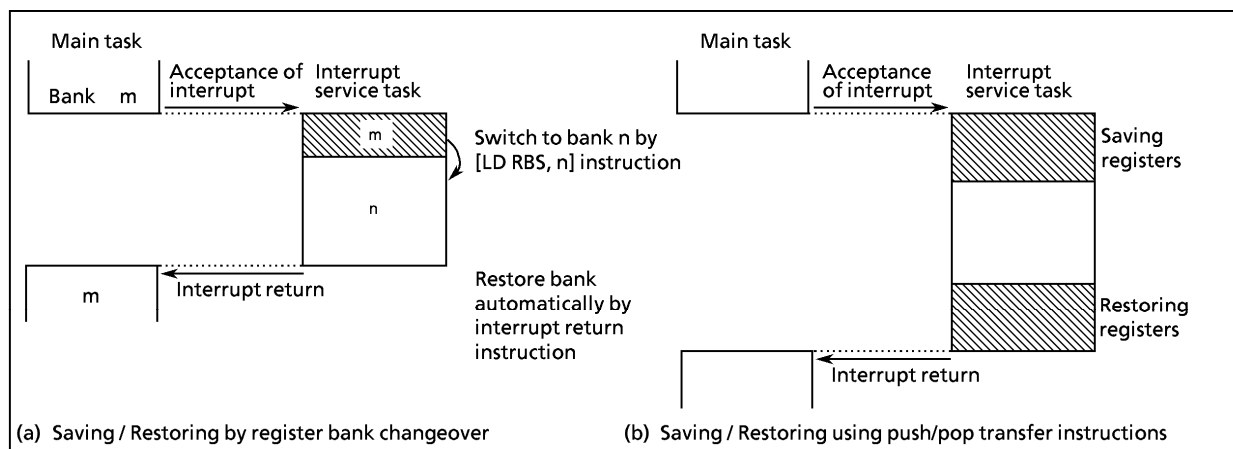 Main task
Bank m
Acceptance of
interrupt
Interrupt
service task
m
Switch to bank n by
[LD RBS, n] instruction
n
Interrupt return
m
Restore bank
automatically by
interrupt return
instruction
(a) Saving / Restoring by register bank changeover
Main task
Acceptance
of interrupt
Interrupt
service task
Saving
registers
Restoring
registers
Interrupt return
(b) Saving / Restoring using push/pop transfer instructions